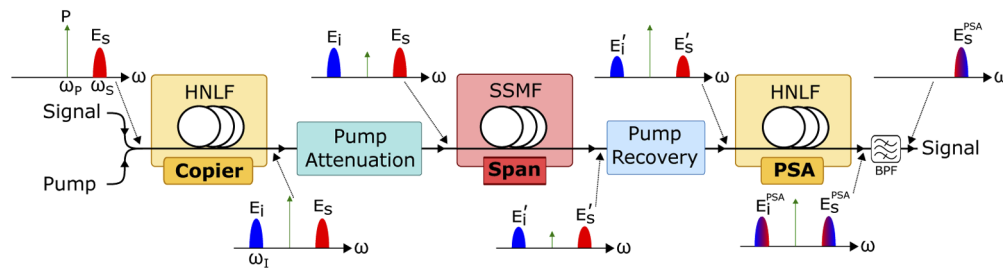 P
E_s
ω
ω_P ω_S
E_i E_s
ω
E_i' E_s'
ω
E_s^PSA
ω
Signal
Pump
HNLF
Copier
Pump
Attenuation
SSMF
Span
Pump
Recovery
HNLF
PSA
BPF
Signal
E_i E_s
ω
ω_I
E_i' E_s'
ω
E_i^PSA E_s^PSA
ω